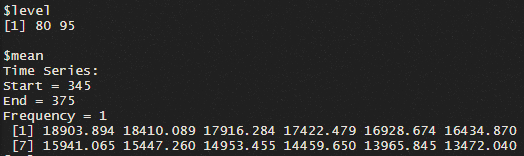 $level
[1] 80 95

$mean
Time Series:
Start = 345
End = 375
Frequency = 1
 [1] 18903.894 18410.089 17916.284 17422.479 16928.674 16434.870
 [7] 15941.065 15447.260 14953.455 14459.650 13965.845 13472.040